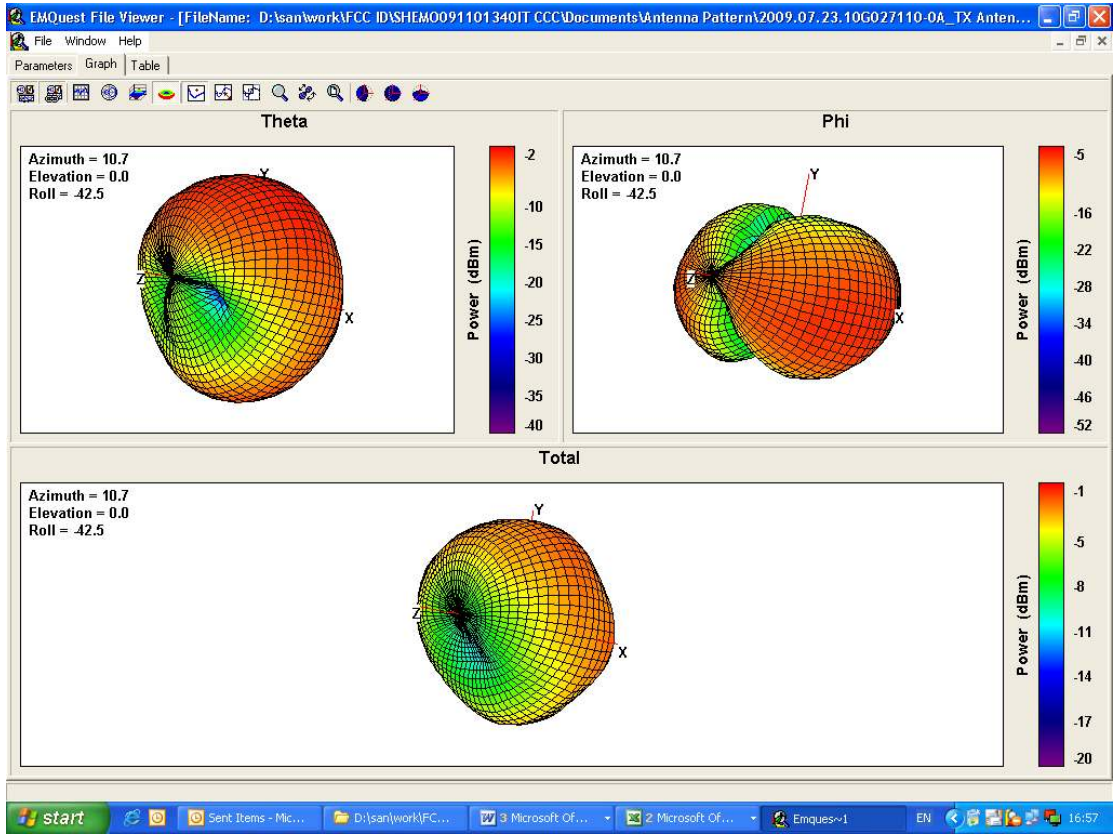 EMQuest File Viewer - [FileName: D:\san\work\FCC ID\SHEMO091101340IT CCC\Documents\Antenna Pattern\2009.07.23.10G027110-0A_TX Anten...
File Window Help
Parameters Graph Table
Theta
Azimuth = 10.7
Elevation = 0.0
Roll = -42.5
Y
Z
X
Power (dBm)
-2
-10
-15
-20
-25
-30
-35
-40
Phi
Azimuth = 10.7
Elevation = 0.0
Roll = -42.5
Y
Z
X
Power (dBm)
-5
-16
-22
-28
-34
-40
-46
-52
Total
Azimuth = 10.7
Elevation = 0.0
Roll = -42.5
Y
Z
X
Power (dBm)
-1
-5
-8
-11
-14
-17
-20
start Sent Items - Mic... D:\san\work\FC... 3 Microsoft Of... 2 Microsoft Of... Emques~1 EN 16:57